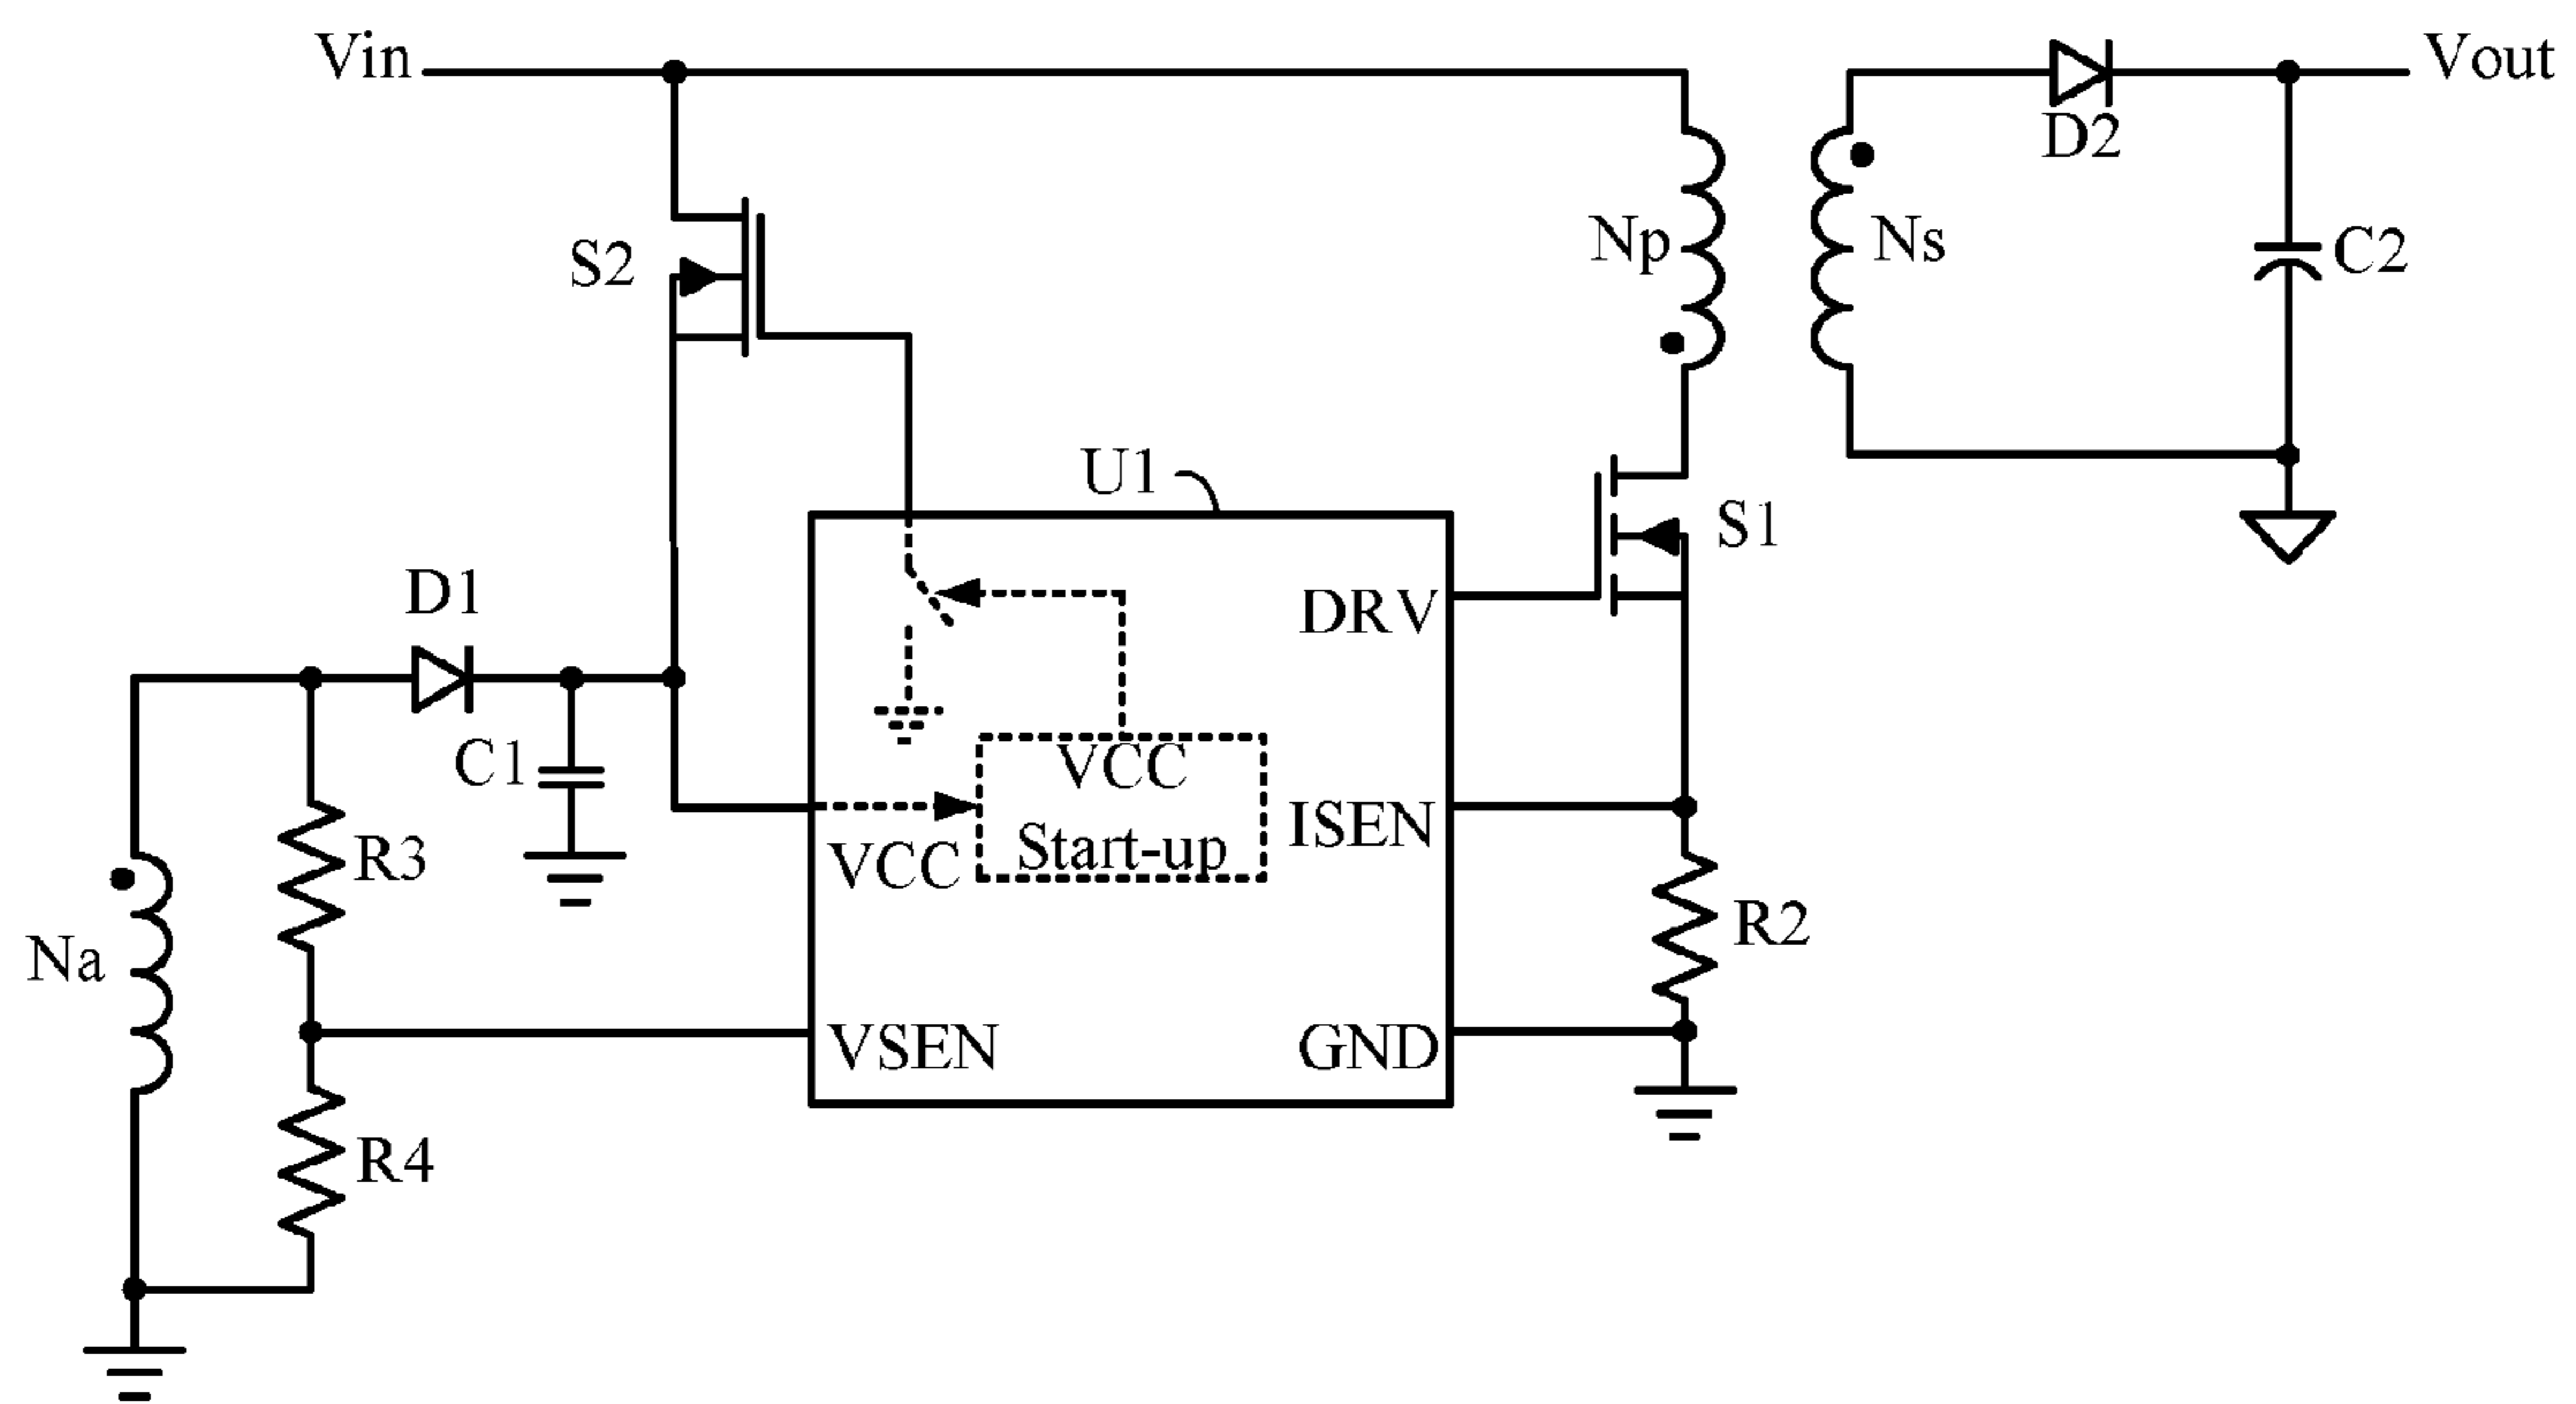 Vin
Vout
D2
S2
Np
Ns
C2
U1
S1
D1
DRV
C1
VCC
Start-up
ISEN
VCC
R3
R2
Na
VSEN
GND
R4